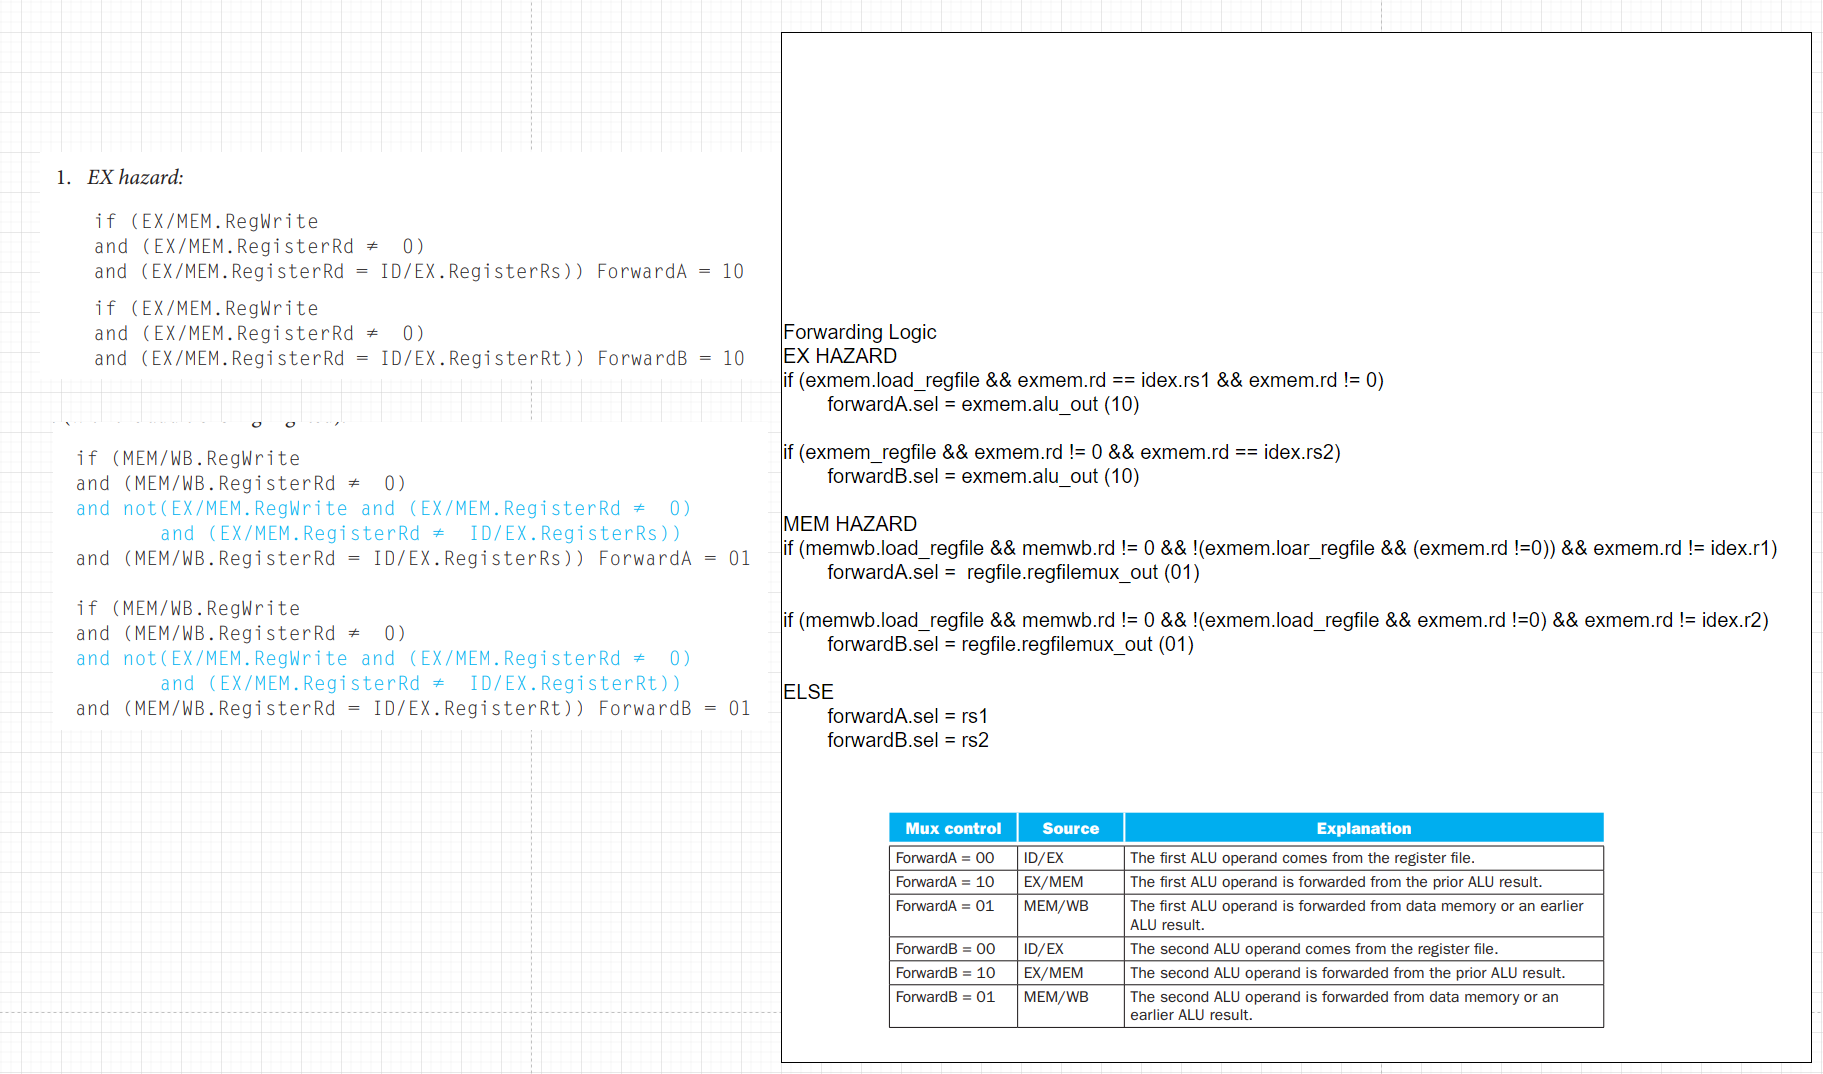 1. EX hazard:
if (EX/MEM.RegWrite
and (EX/MEM.RegisterRd ≠ 0)
and (EX/MEM.RegisterRd = ID/EX.RegisterRs)) ForwardA = 10
if (EX/MEM.RegWrite
and (EX/MEM.RegisterRd ≠ 0)
and (EX/MEM.RegisterRd = ID/EX.RegisterRt)) ForwardB = 10
if (MEM/WB.RegWrite
and (MEM/WB.RegisterRd ≠ 0)
and not(EX/MEM.RegWrite and (EX/MEM.RegisterRd ≠ 0)
and (EX/MEM.RegisterRd ≠ ID/EX.RegisterRs))
and (MEM/WB.RegisterRd = ID/EX.RegisterRs)) ForwardA = 01
if (MEM/WB.RegWrite
and (MEM/WB.RegisterRd ≠ 0)
and not(EX/MEM.RegWrite and (EX/MEM.RegisterRd ≠ 0)
and (EX/MEM.RegisterRd ≠ ID/EX.RegisterRt))
and (MEM/WB.RegisterRd = ID/EX.RegisterRt)) ForwardB = 01
Forwarding Logic
EX HAZARD
if (exmem.load_regfile && exmem.rd == idex.rs1 && exmem.rd != 0)
forwardA.sel = exmem.alu_out (10)
if (exmem_regfile && exmem.rd != 0 && exmem.rd == idex.rs2)
forwardB.sel = exmem.alu_out (10)
MEM HAZARD
if (memwb.load_regfile && memwb.rd != 0 && !(exmem.loar_regfile && (exmem.rd !=0)) && exmem.rd != idex.r1)
forwardA.sel = regfile.regfilemux_out (01)
if (memwb.load_regfile && memwb.rd != 0 && !(exmem.load_regfile && exmem.rd !=0) && exmem.rd != idex.r2)
forwardB.sel = regfile.regfilemux_out (01)
ELSE
forwardA.sel = rs1
forwardB.sel = rs2
Mux control Source Explanation
ForwardA = 00 ID/EX The first ALU operand comes from the register file.
ForwardA = 10 EX/MEM The first ALU operand is forwarded from the prior ALU result.
ForwardA = 01 MEM/WB The first ALU operand is forwarded from data memory or an earlier
ALU result.
ForwardB = 00 ID/EX The second ALU operand comes from the register file.
ForwardB = 10 EX/MEM The second ALU operand is forwarded from the prior ALU result.
ForwardB = 01 MEM/WB The second ALU operand is forwarded from data memory or an
earlier ALU result.